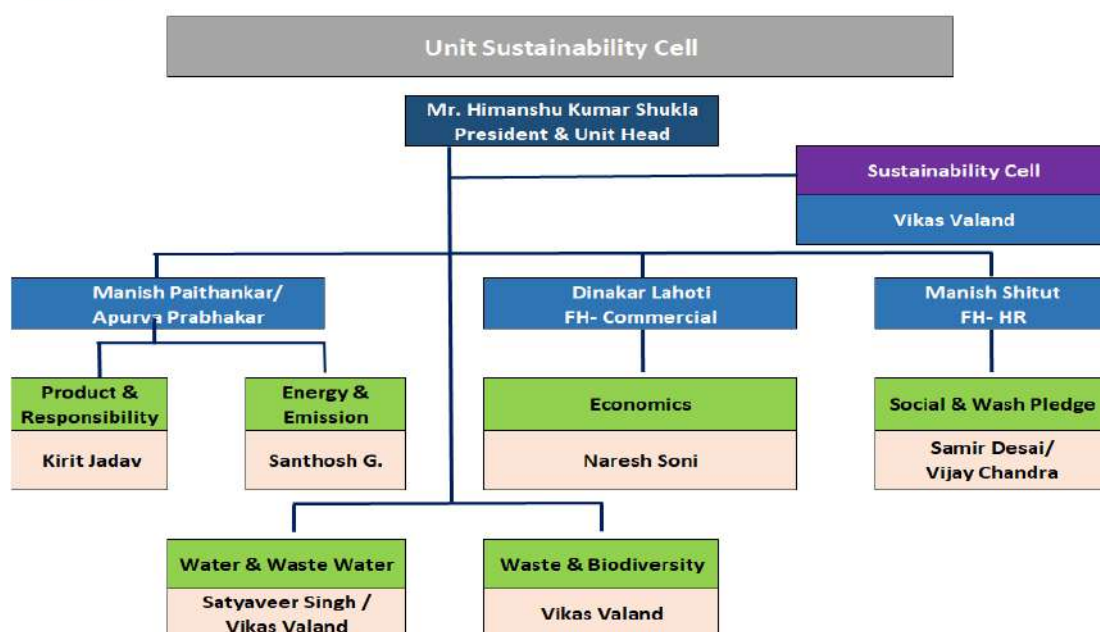 Unit Sustainability Cell
Mr. Himanshu Kumar Shukla
President & Unit Head
Sustainability Cell
Vikas Valand
Manish Paithankar/
Apurva Prabhakar
Dinakar Lahoti
FH- Commercial
Manish Shitut
FH- HR
Product &
Responsibility
Kirit Jadav
Energy &
Emission
Santhosh G.
Economics
Naresh Soni
Social & Wash Pledge
Samir Desai/
Vijay Chandra
Water & Waste Water
Satyaveer Singh /
Vikas Valand
Waste & Biodiversity
Vikas Valand